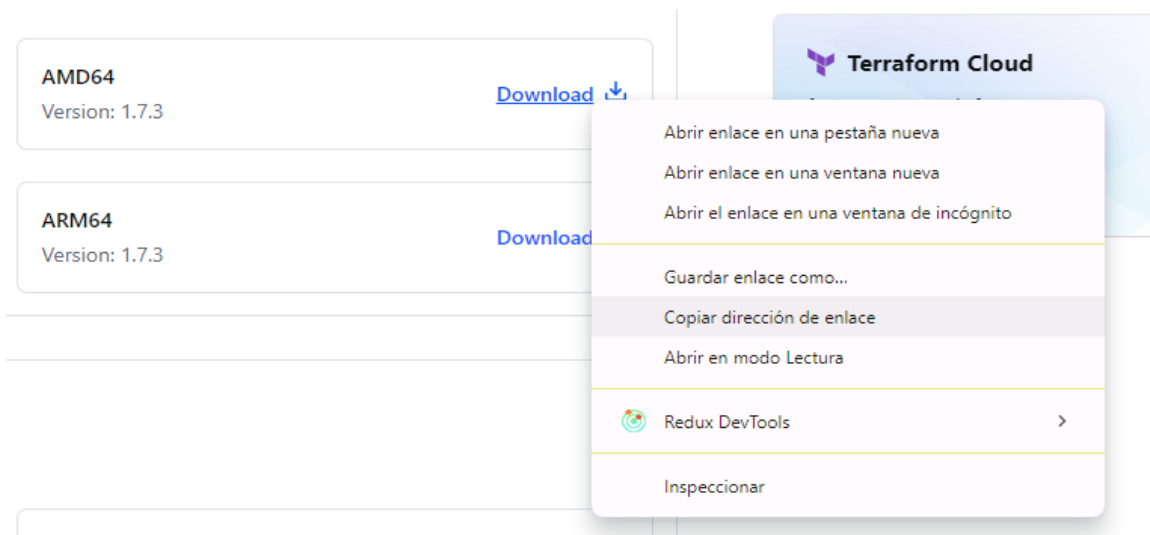 AMD64
Version: 1.7.3
Download
ARM64
Version: 1.7.3
Download
Terraform Cloud
Abrir enlace en una pestaña nueva
Abrir enlace en una ventana nueva
Abrir el enlace en una ventana de incógnito
Guardar enlace como...
Copiar dirección de enlace
Abrir en modo Lectura
Redux DevTools
Inspeccionar